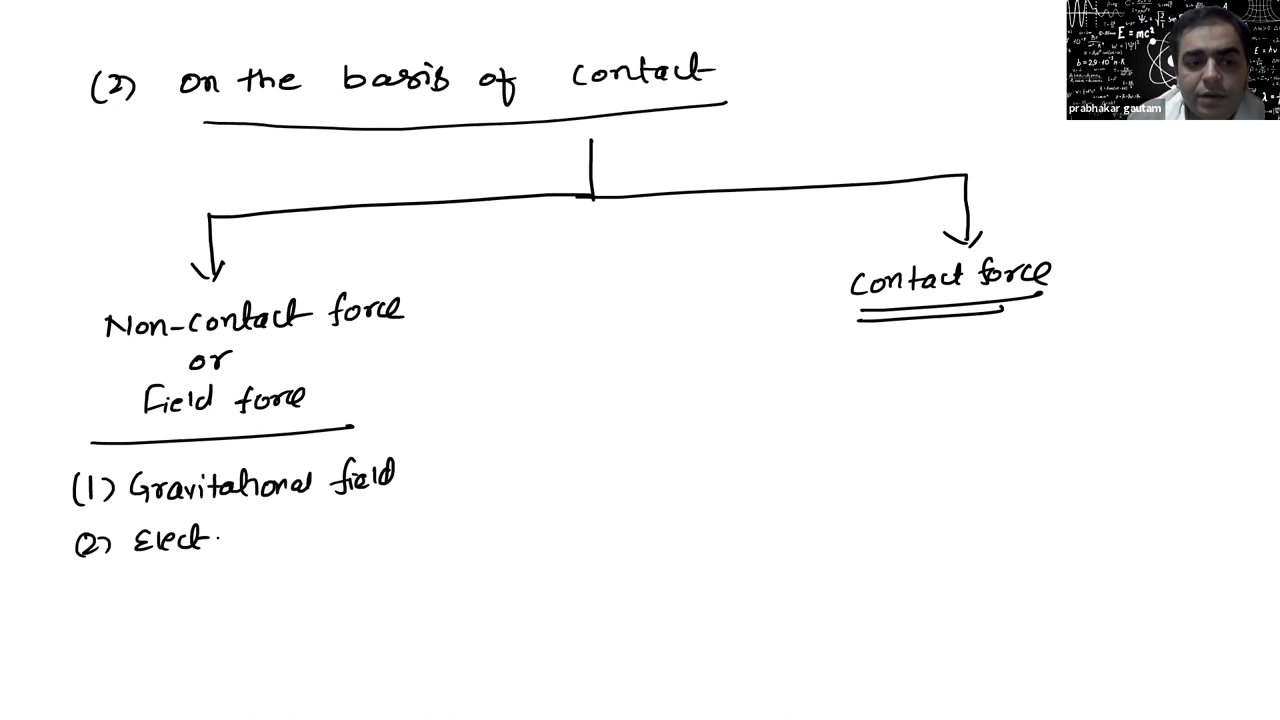 (2) on the basis of contact
Non-contact force
or
Field force
(1) Gravitational field
(2) Elect
contact force
prabhakar gautam
E = mc²